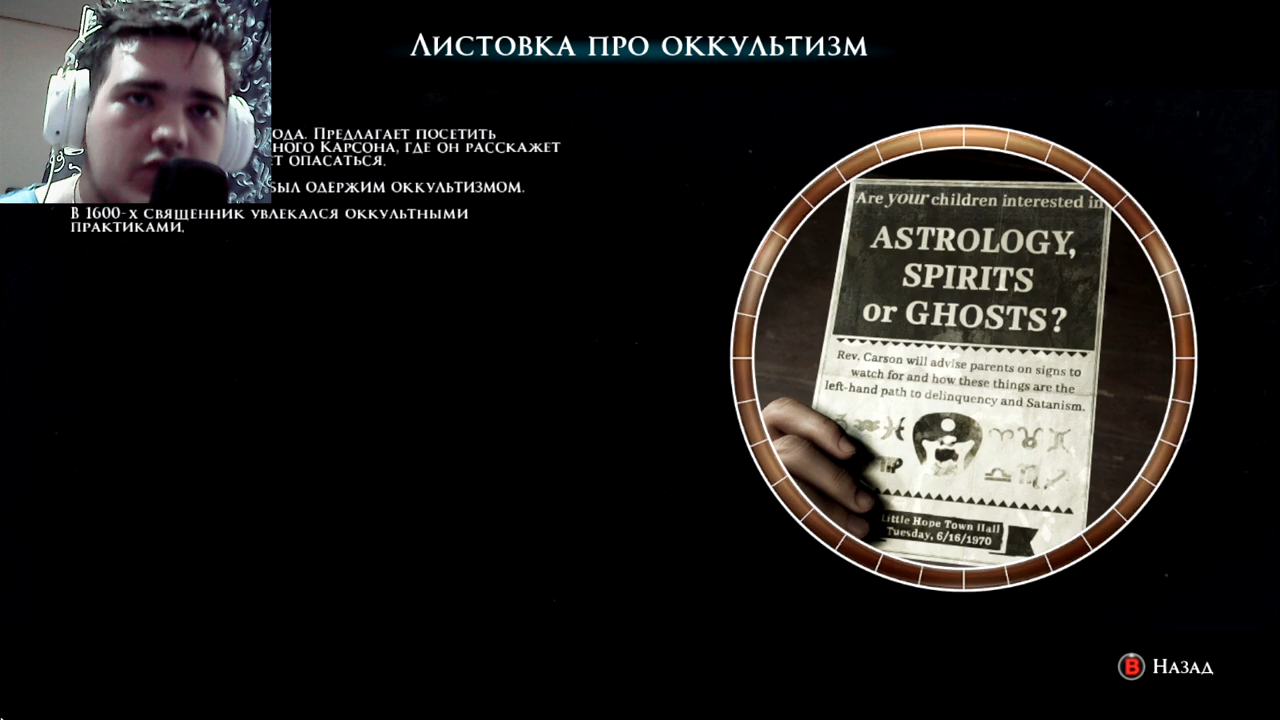 Листовка про оккультизм
ода. Предлагает посетить
ного Карсона, где он расскажет
т опасаться.
был одержим оккультизмом.
В 1600-х священник увлекался оккультными
практиками.
Are your children interested in
ASTROLOGY,
SPIRITS
or GHOSTS?
Rev. Carson will advise parents on signs to
watch for and how these things are the
left-hand path to delinquency and Satanism.
Little Hope Town Hall
Tuesday, 6/16/1970
B Назад